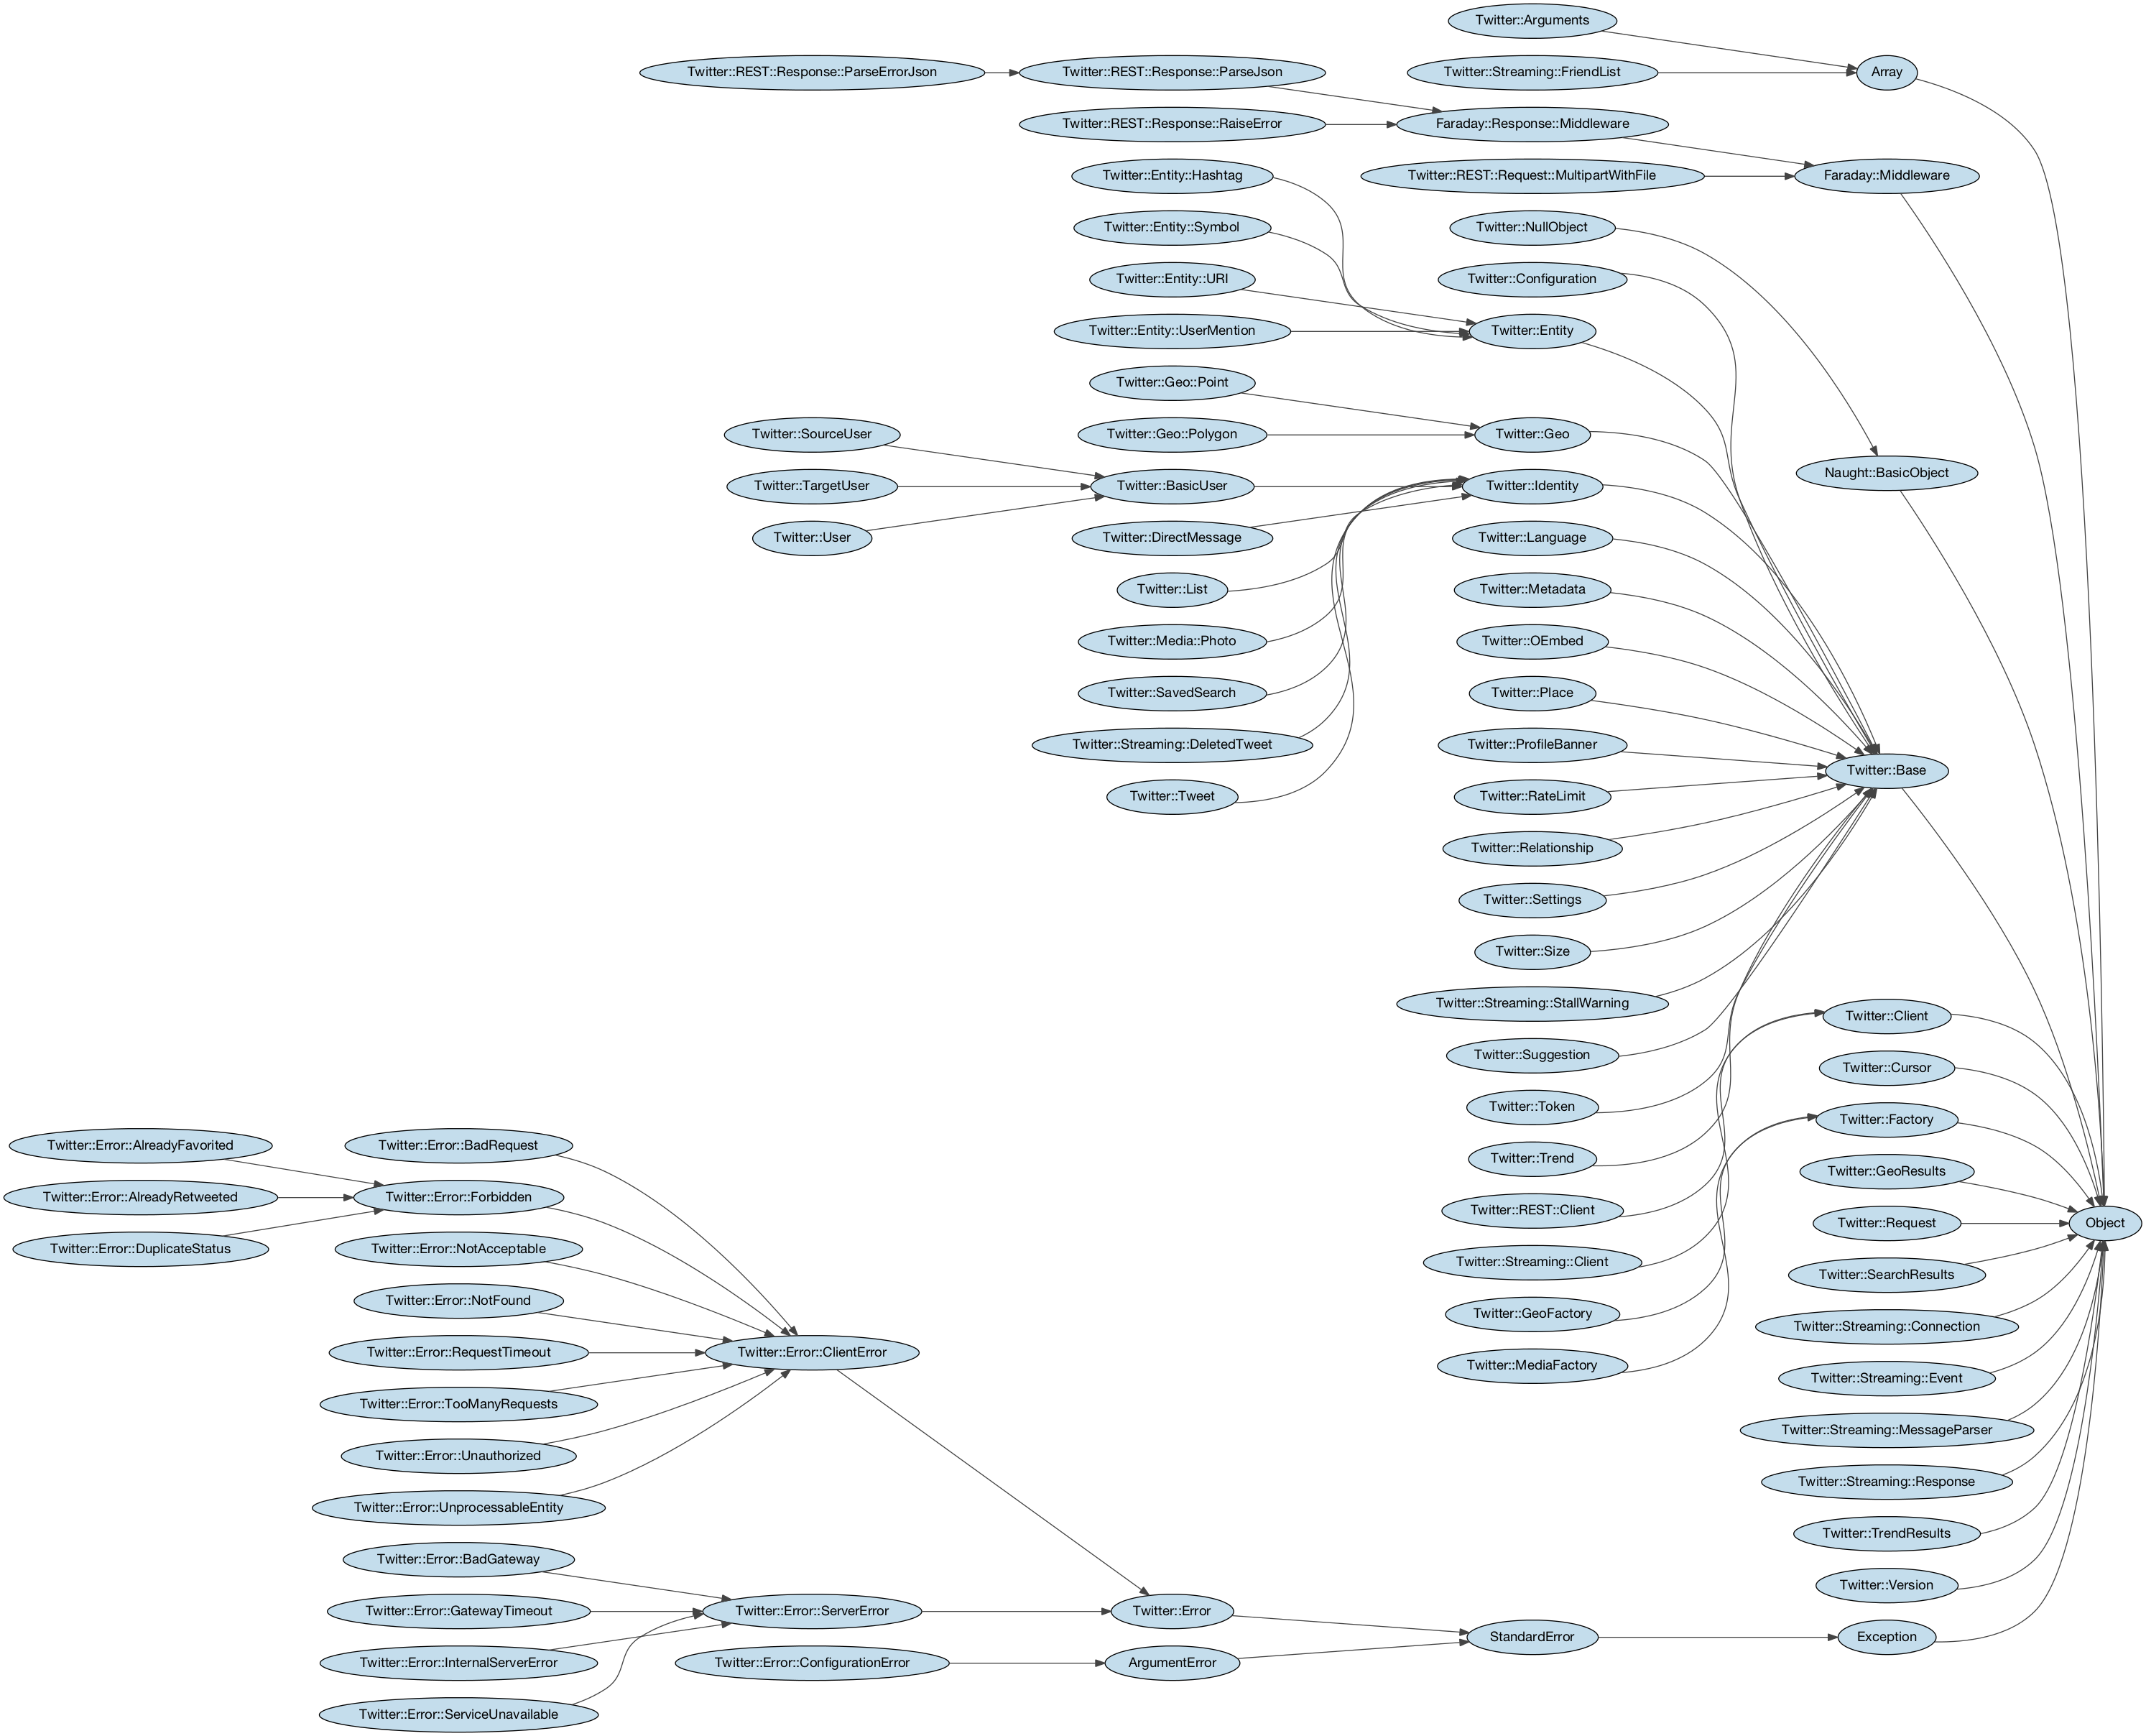 Twitter::Arguments
Twitter::REST::Response::ParseErrorJson
Twitter::REST::Response::ParseJson
Twitter::Streaming::FriendList
Array
Twitter::REST::Response::RaiseError
Faraday::Response::Middleware
Twitter::Entity::Hashtag
Twitter::REST::Request::MultipartWithFile
Faraday::Middleware
Twitter::Entity::Symbol
Twitter::NullObject
Twitter::Entity::URI
Twitter::Configuration
Twitter::Entity::UserMention
Twitter::Entity
Twitter::Geo::Point
Twitter::SourceUser
Twitter::Geo::Polygon
Twitter::Geo
Naught::BasicObject
Twitter::TargetUser
Twitter::BasicUser
Twitter::Identity
Twitter::User
Twitter::DirectMessage
Twitter::Language
Twitter::List
Twitter::Metadata
Twitter::Media::Photo
Twitter::OEmbed
Twitter::SavedSearch
Twitter::Place
Twitter::Streaming::DeletedTweet
Twitter::ProfileBanner
Twitter::Base
Twitter::Tweet
Twitter::RateLimit
Twitter::Relationship
Twitter::Settings
Twitter::Size
Twitter::Streaming::StallWarning
Twitter::Client
Twitter::Suggestion
Twitter::Cursor
Twitter::Token
Twitter::Factory
Twitter::Error::AlreadyFavorited
Twitter::Error::BadRequest
Twitter::Trend
Twitter::GeoResults
Twitter::Error::AlreadyRetweeted
Twitter::Error::Forbidden
Twitter::REST::Client
Twitter::Request
Object
Twitter::Error::DuplicateStatus
Twitter::Error::NotAcceptable
Twitter::Streaming::Client
Twitter::SearchResults
Twitter::Error::NotFound
Twitter::GeoFactory
Twitter::Streaming::Connection
Twitter::Error::RequestTimeout
Twitter::Error::ClientError
Twitter::MediaFactory
Twitter::Streaming::Event
Twitter::Error::TooManyRequests
Twitter::Streaming::MessageParser
Twitter::Error::Unauthorized
Twitter::Streaming::Response
Twitter::Error::UnprocessableEntity
Twitter::TrendResults
Twitter::Error::BadGateway
Twitter::Version
Twitter::Error::GatewayTimeout
Twitter::Error::ServerError
Twitter::Error
StandardError
Exception
Twitter::Error::InternalServerError
Twitter::Error::ConfigurationError
ArgumentError
Twitter::Error::ServiceUnavailable